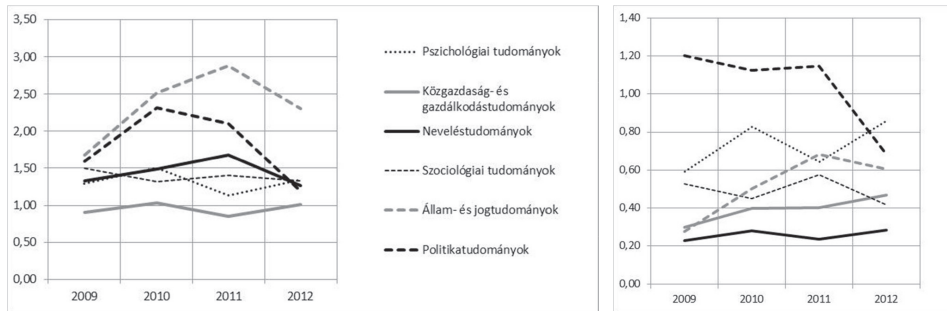 3,50
3,00
2,50
2,00
1,50
1,00
0,50
0,00
2009 2010 2011 2012
Pszichológiai tudományok
Közgazdaság- és
gazdálkodástudományok
Neveléstudományok
Szociológiai tudományok
Állam- és jogtudományok
Politikatudományok
1,40
1,20
1,00
0,80
0,60
0,40
0,20
0,00
2009 2010 2011 2012